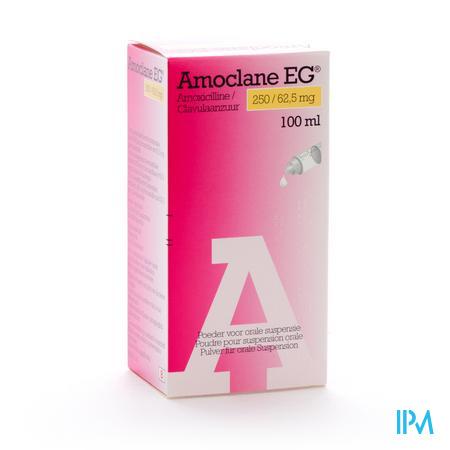 Amoclane EG®
Amoxicilline /
Clavulaanzuur
250 / 62,5 mg
100 ml
A
Poeder voor orale suspensie
Poudre pour suspension orale
Pulver für orale Suspension
IPM